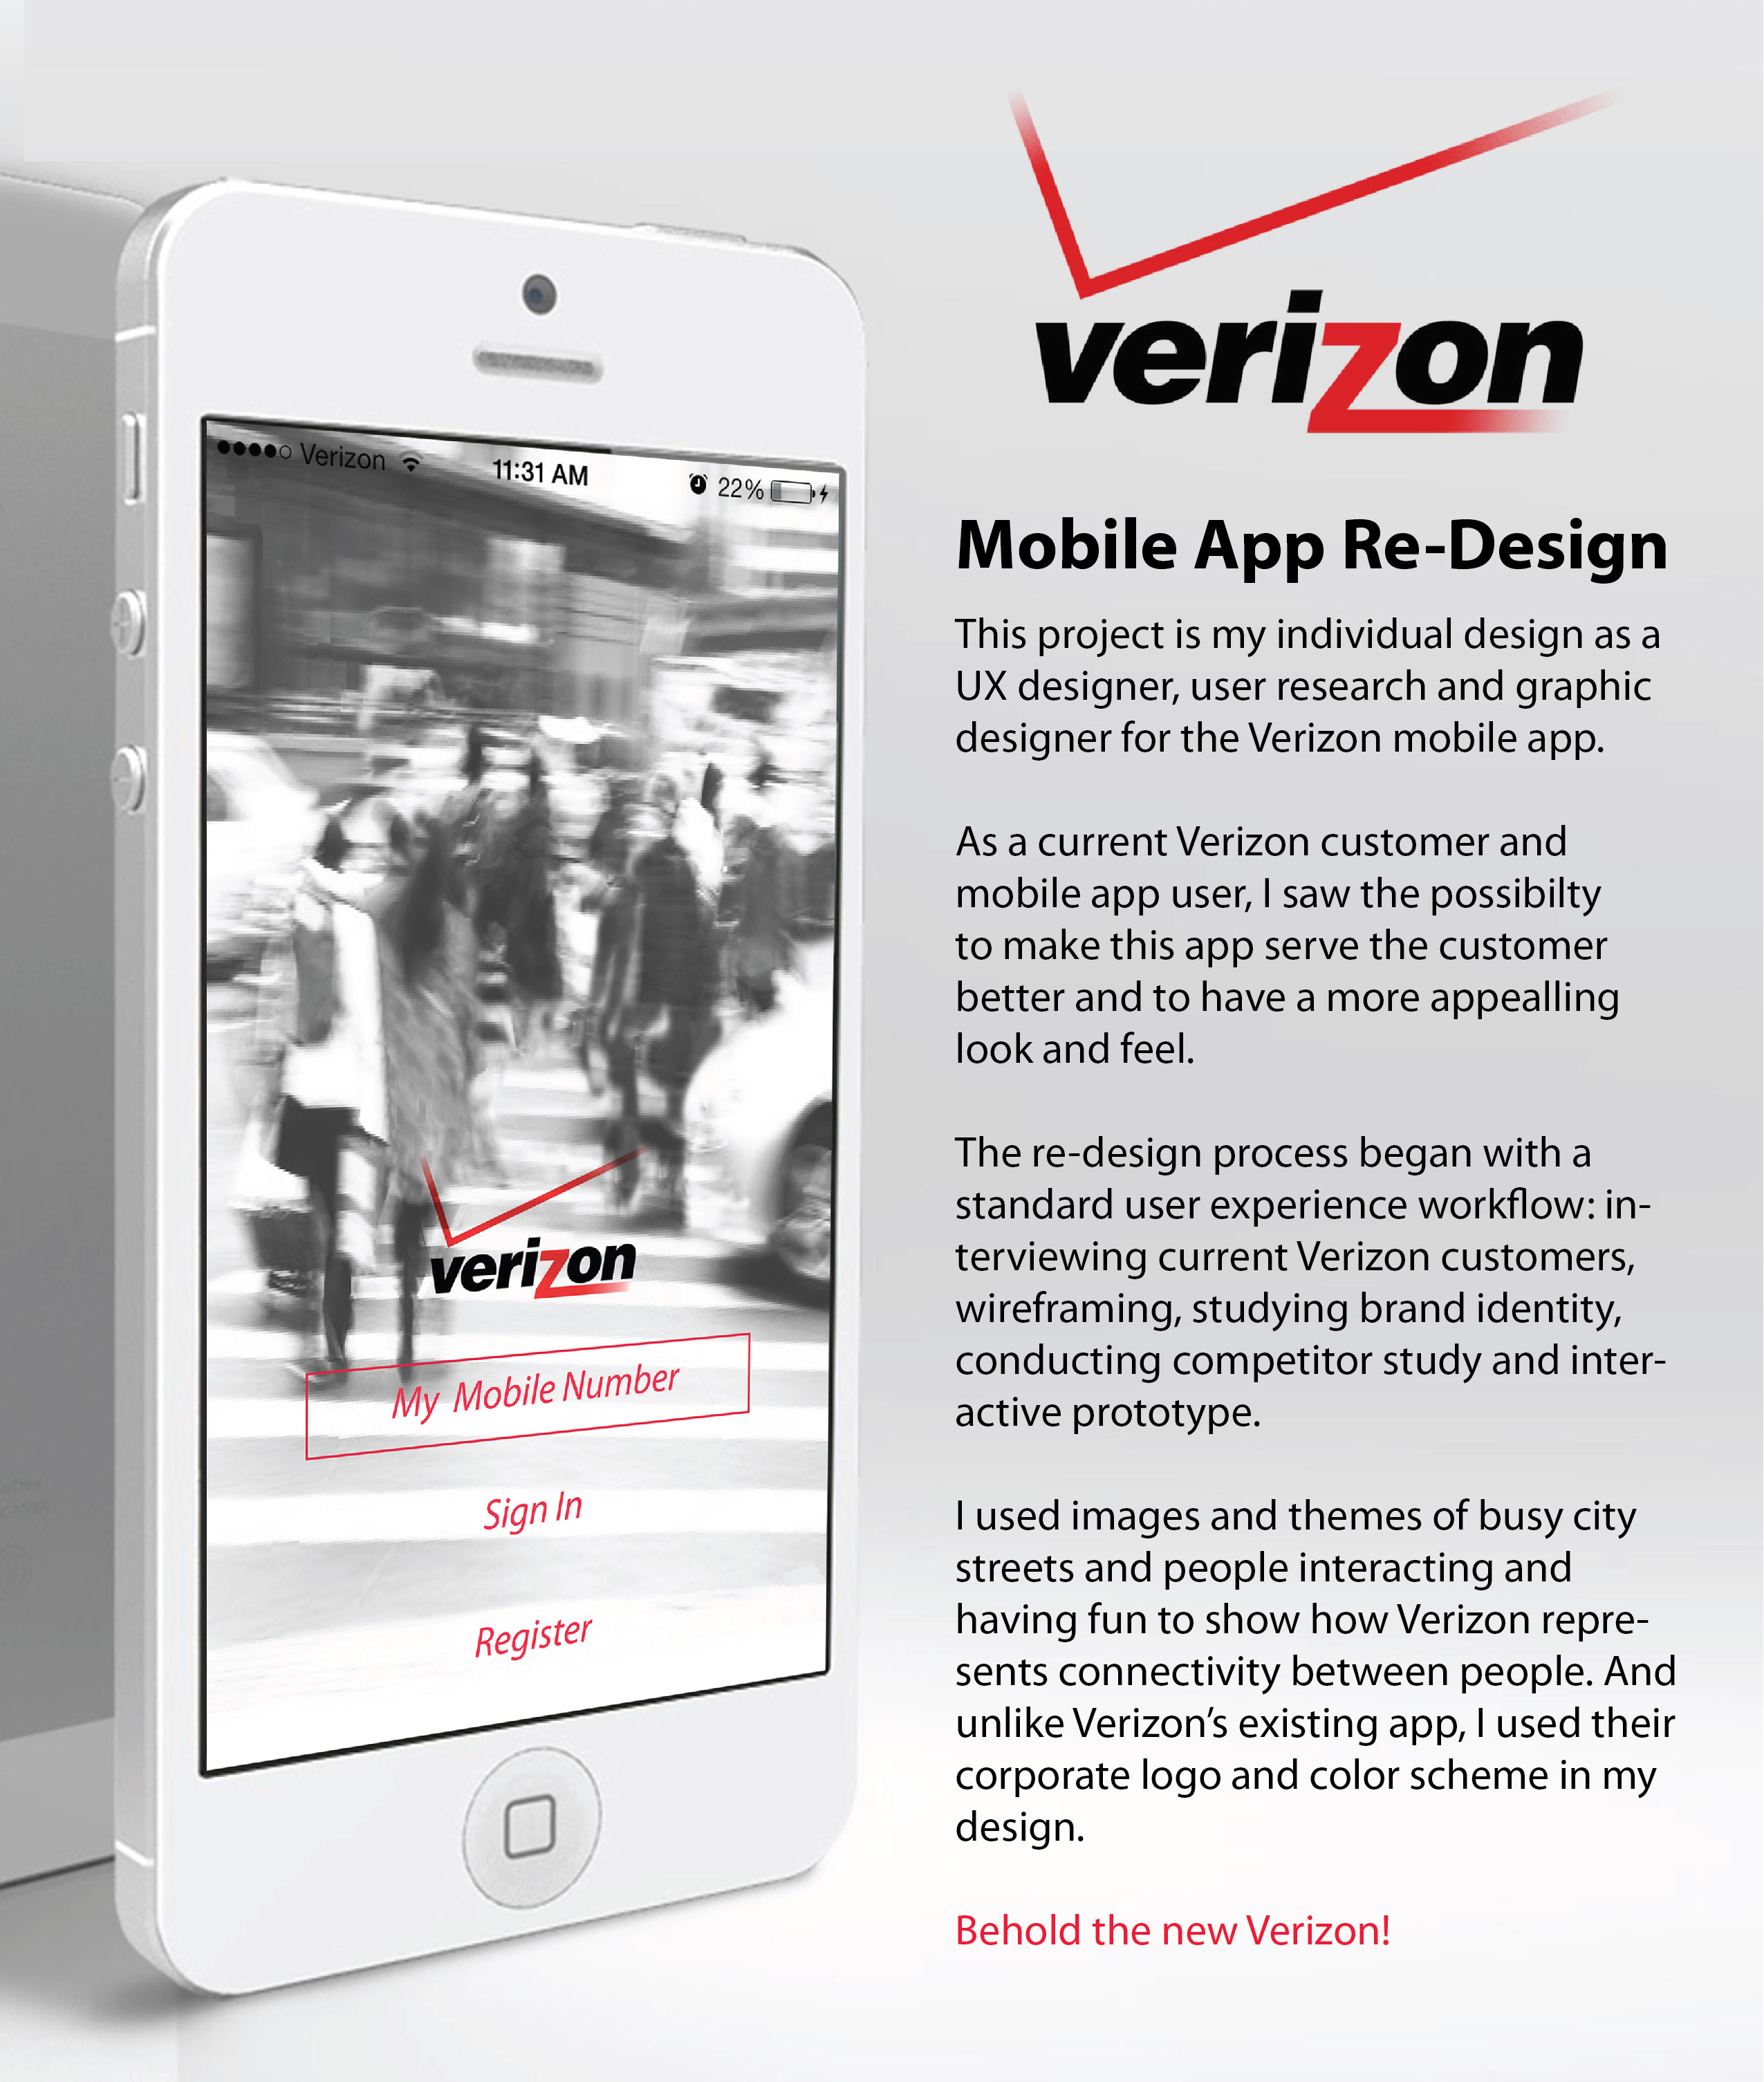 verizon
Mobile App Re-Design
This project is my individual design as a
UX designer, user research and graphic
designer for the Verizon mobile app.
As a current Verizon customer and
mobile app user, I saw the possibilty
to make this app serve the customer
better and to have a more appealling
look and feel.
The re-design process began with a
standard user experience workflow: in-
terviewing current Verizon customers,
wireframing, studying brand identity,
conducting competitor study and inter-
active prototype.
I used images and themes of busy city
streets and people interacting and
having fun to show how Verizon repre-
sents connectivity between people. And
unlike Verizon’s existing app, I used their
corporate logo and color scheme in my
design.
Behold the new Verizon!
Verizon 11:31 AM 22%
verizon
My Mobile Number
Sign In
Register